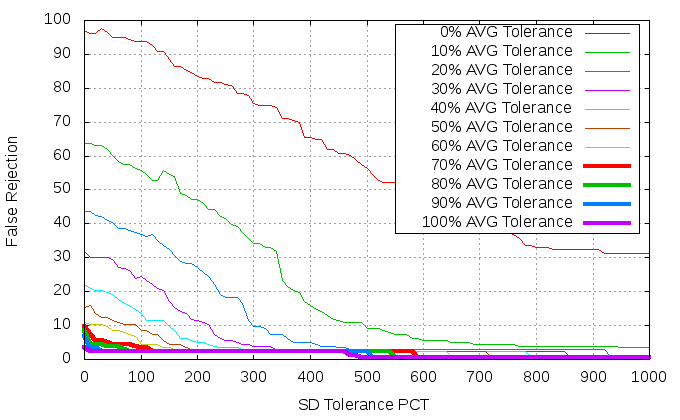 100
90
80
70
60
50
40
30
20
10
0
False Rejection
0% AVG Tolerance
10% AVG Tolerance
20% AVG Tolerance
30% AVG Tolerance
40% AVG Tolerance
50% AVG Tolerance
60% AVG Tolerance
70% AVG Tolerance
80% AVG Tolerance
90% AVG Tolerance
100% AVG Tolerance
0 100 200 300 400 500 600 700 800 900 1000
SD Tolerance PCT